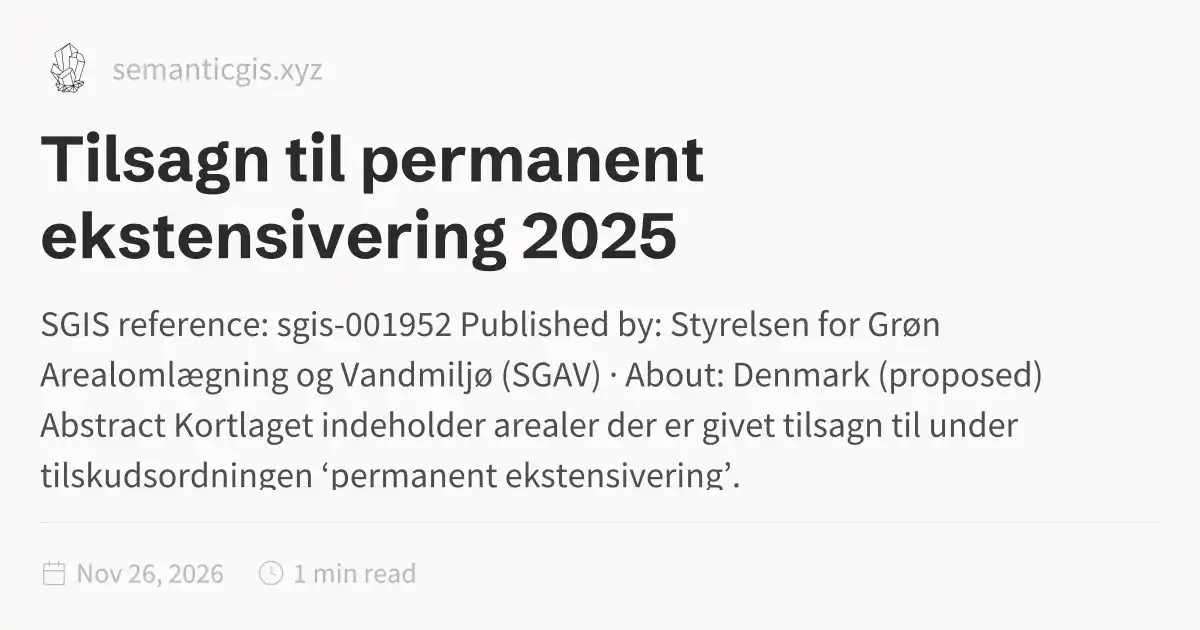 semanticgis.xyz
Tilsagn til permanent
ekstensivering 2025
SGIS reference: sgis-001952 Published by: Styrelsen for Grøn
Arealomlægning og Vandmiljø (SGAV) · About: Denmark (proposed)
Abstract Kortlaget indeholder arealer der er givet tilsagn til under
tilskudsordningen ‘permanent ekstensivering’.
Nov 26, 2026 1 min read